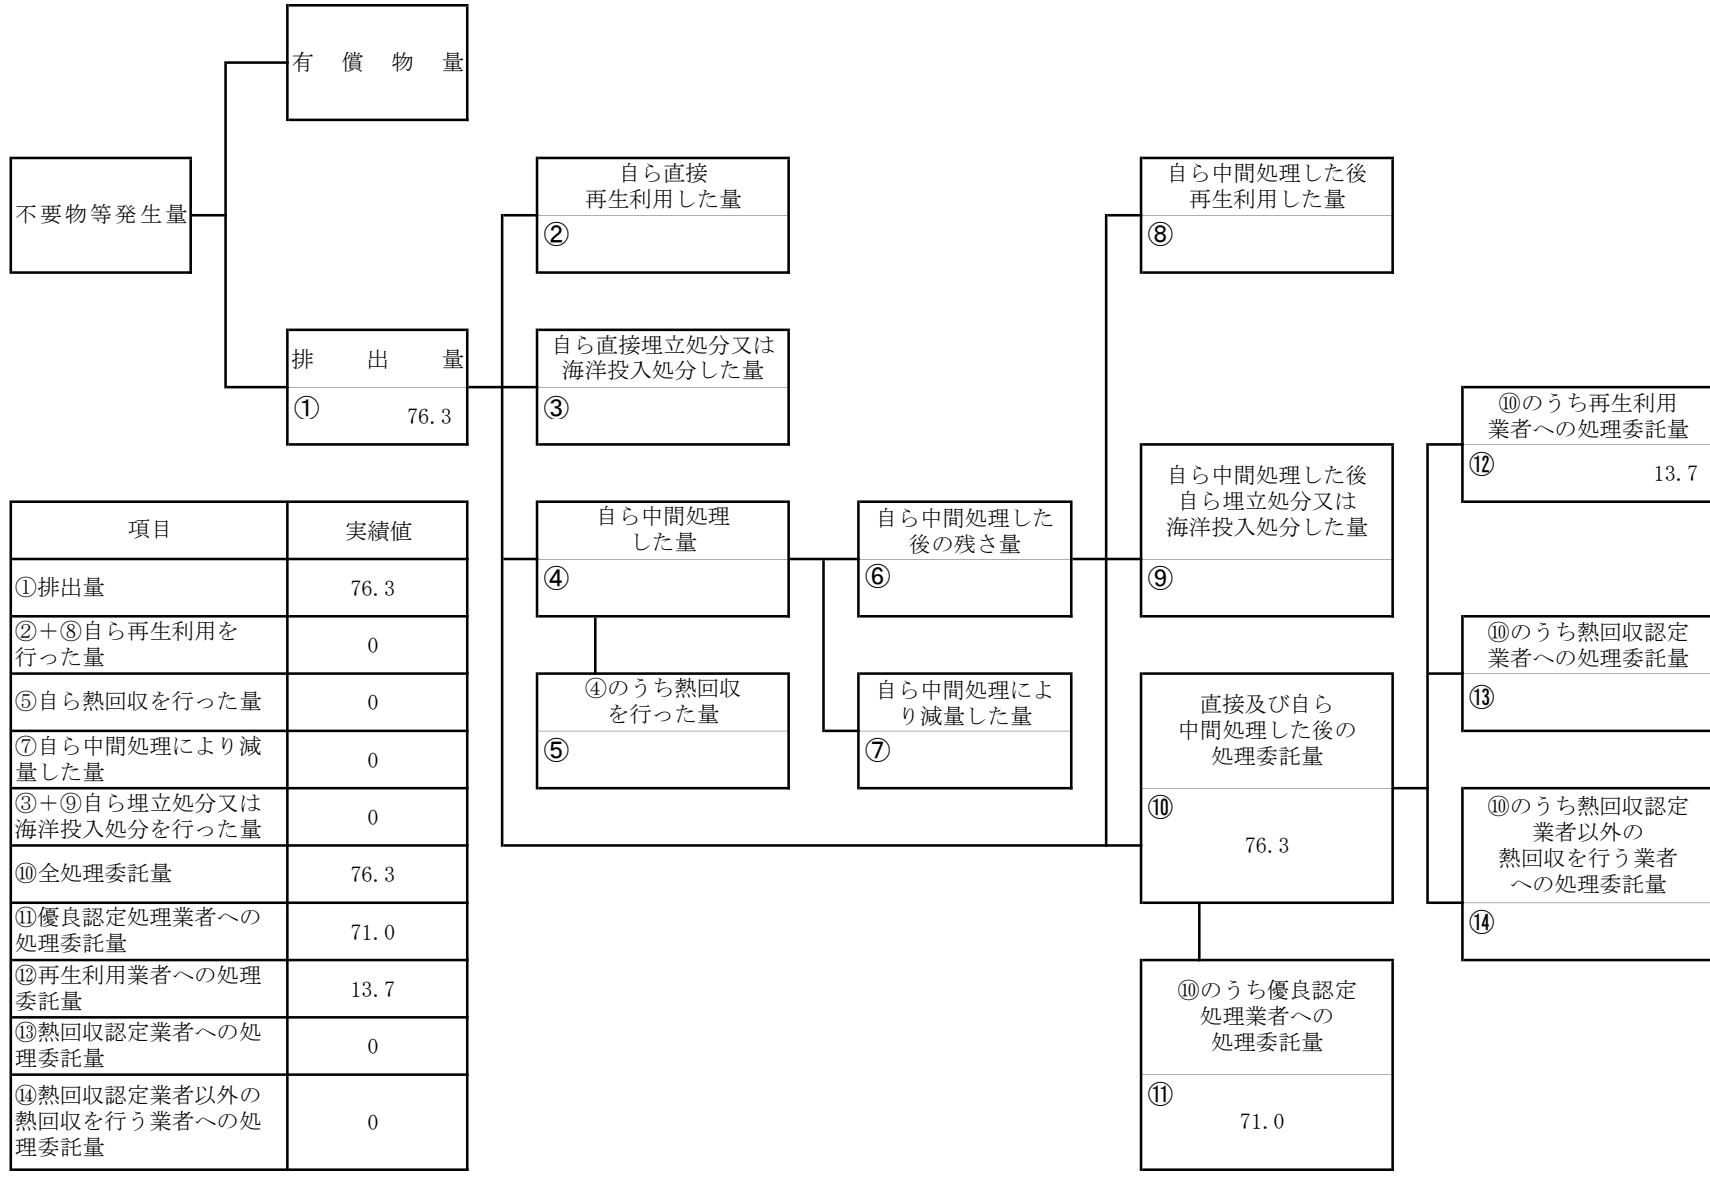 有償物量
不要物等発生量
排出量
① 76.3
自ら直接
再生利用した量
②
自ら直接埋立処分又は
海洋投入処分した量
③
自ら中間処理
した量
④
④のうち熱回収
を行った量
⑤
自ら中間処理した
後の残さ量
⑥
自ら中間処理によ
り減量した量
⑦
自ら中間処理した後
再生利用した量
⑧
自ら中間処理した後
自ら埋立処分又は
海洋投入処分した量
⑨
直接及び自ら
中間処理した後の
処理委託量
⑩
76.3
⑩のうち優良認定
処理業者への
処理委託量
⑪
71.0
⑩のうち再生利用
業者への処理委託量
⑫
13.7
⑩のうち熱回収認定
業者への処理委託量
⑬
⑩のうち熱回収認定
業者以外の
熱回収を行う業者
への処理委託量
⑭
項目 実績値
①排出量 76.3
②+⑧自ら再生利用を
行った量
0
⑤自ら熱回収を行った量 0
⑦自ら中間処理により減
量した量
0
③+⑨自ら埋立処分又は
海洋投入処分を行った量
0
⑩全処理委託量 76.3
⑪優良認定処理業者への
処理委託量
71.0
⑫再生利用業者への処理
委託量
13.7
⑬熱回収認定業者への処
理委託量
0
⑭熱回収認定業者以外の
熱回収を行う業者への処
理委託量
0